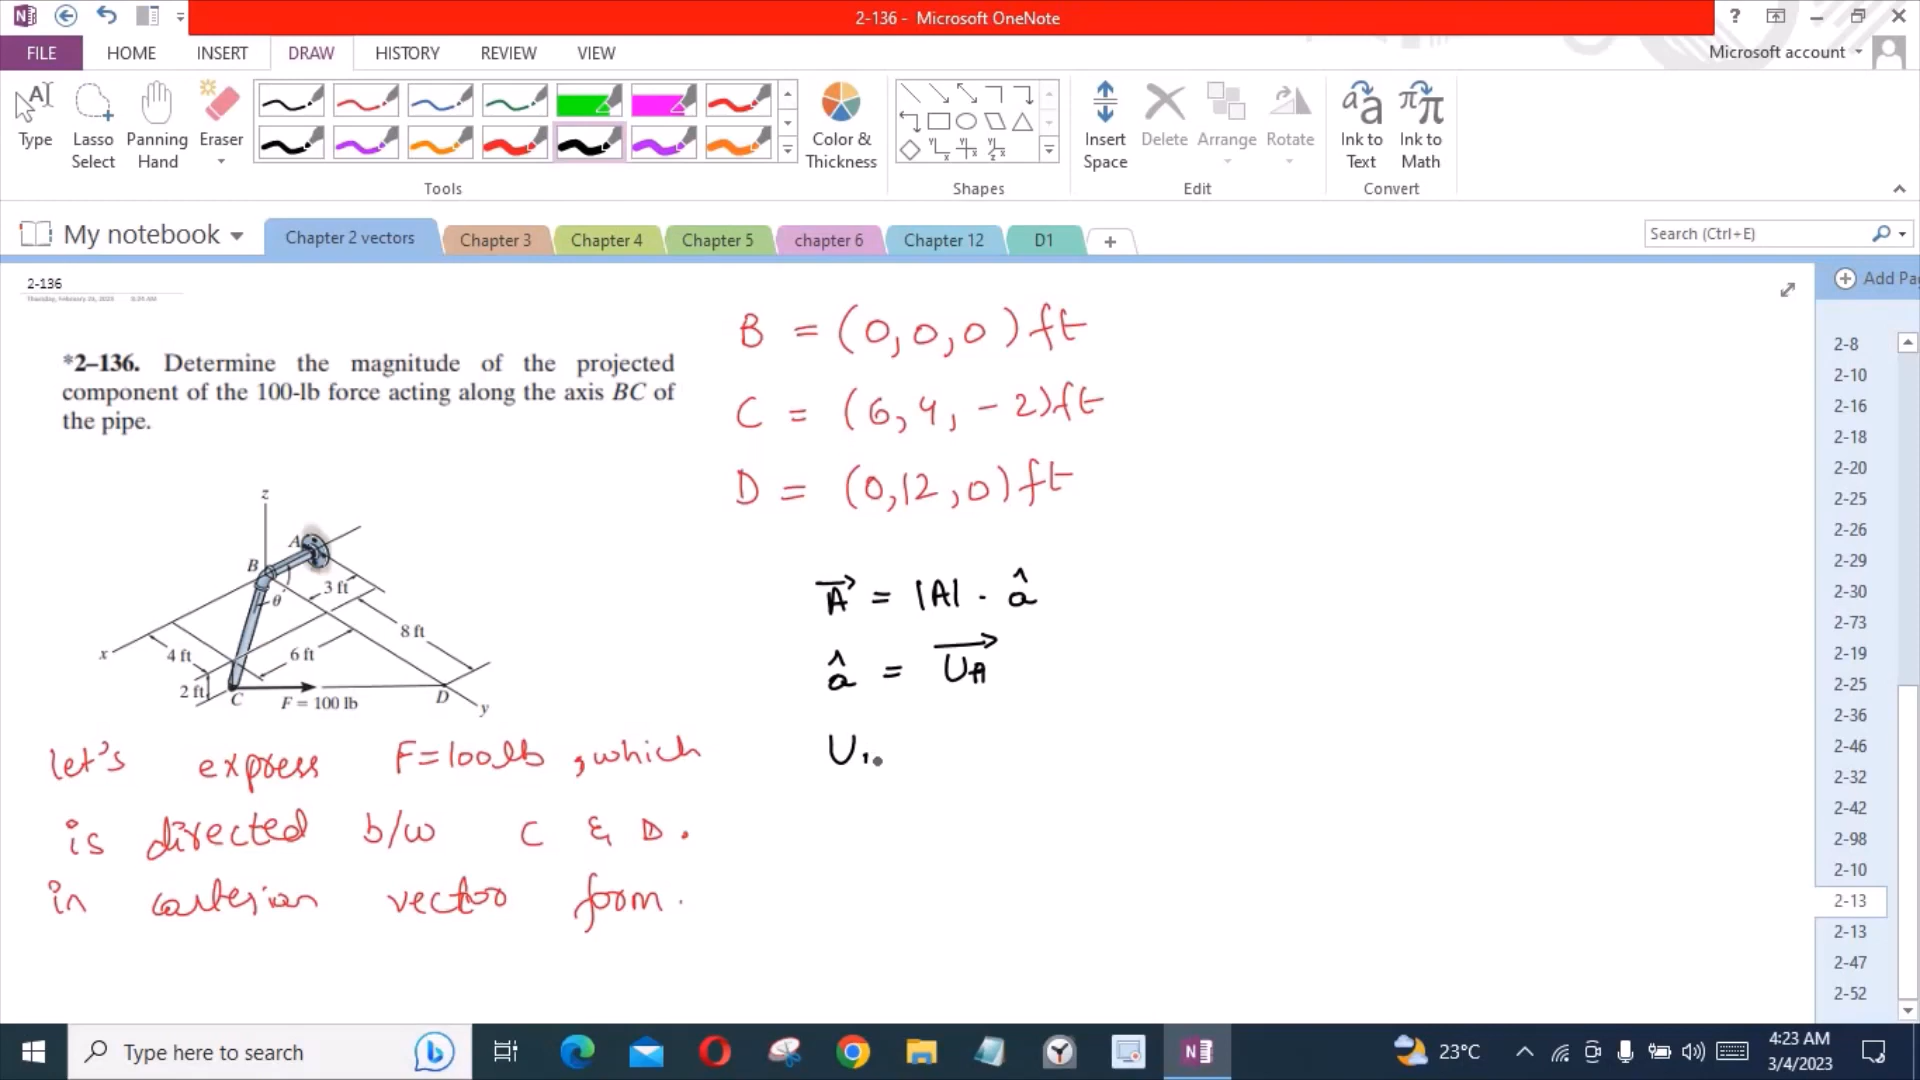 2-136 - Microsoft OneNote
?
FILE HOME INSERT DRAW HISTORY REVIEW VIEW
Microsoft account
Type
Lasso Select
Panning Hand
Eraser
Color & Thickness
Insert Space
Delete
Arrange
Rotate
Ink to Text
Ink to Math
Tools Shapes Edit Convert
My notebook
Chapter 2 vectors
Chapter 3
Chapter 4
Chapter 5
chapter 6
Chapter 12
D1
+
Search (Ctrl+E)
2-136
Thursday, February 23, 2023
Add Pa
*2–136. Determine the magnitude of the projected
component of the 100-lb force acting along the axis BC of
the pipe.
z
A
B
θ
3 ft
8 ft
x
4 ft
6 ft
2 ft
C
F = 100 lb
D
y
let's express F=100lb, which
is directed b/w C & D.
in cartesian vector form.
B = (0,0,0)ft
C = (6,4,-2)ft
D = (0,12,0)ft
A⃗ = |A| . â
â = U⃗A
U
2-8
2-10
2-16
2-18
2-20
2-25
2-26
2-29
2-30
2-73
2-19
2-25
2-36
2-46
2-32
2-42
2-98
2-10
2-13
2-13
2-47
2-52
Type here to search
23°C
4:23 AM
3/4/2023